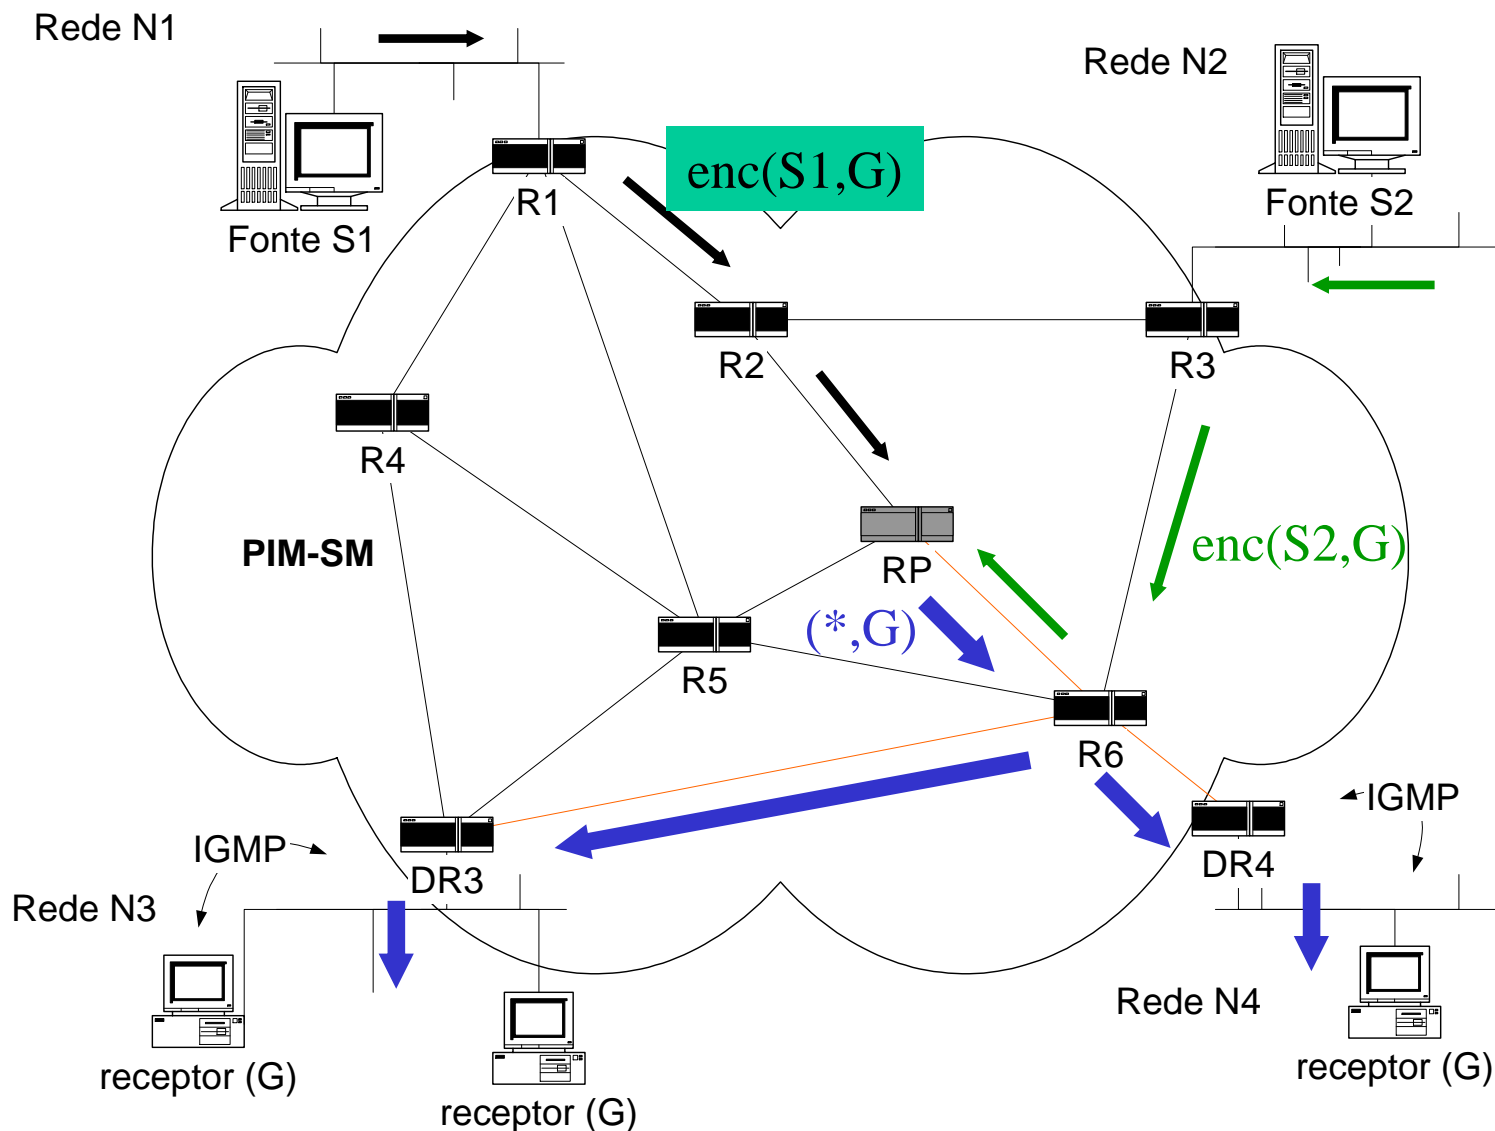 Rede N1
Rede N2
enc(S1,G)
R1
Fonte S1
Fonte S2
R2
R3
R4
PIM-SM
enc(S2,G)
RP
(*,G)
R5
R6
IGMP
IGMP
DR3
DR4
Rede N3
Rede N4
receptor (G)
receptor (G)
receptor (G)